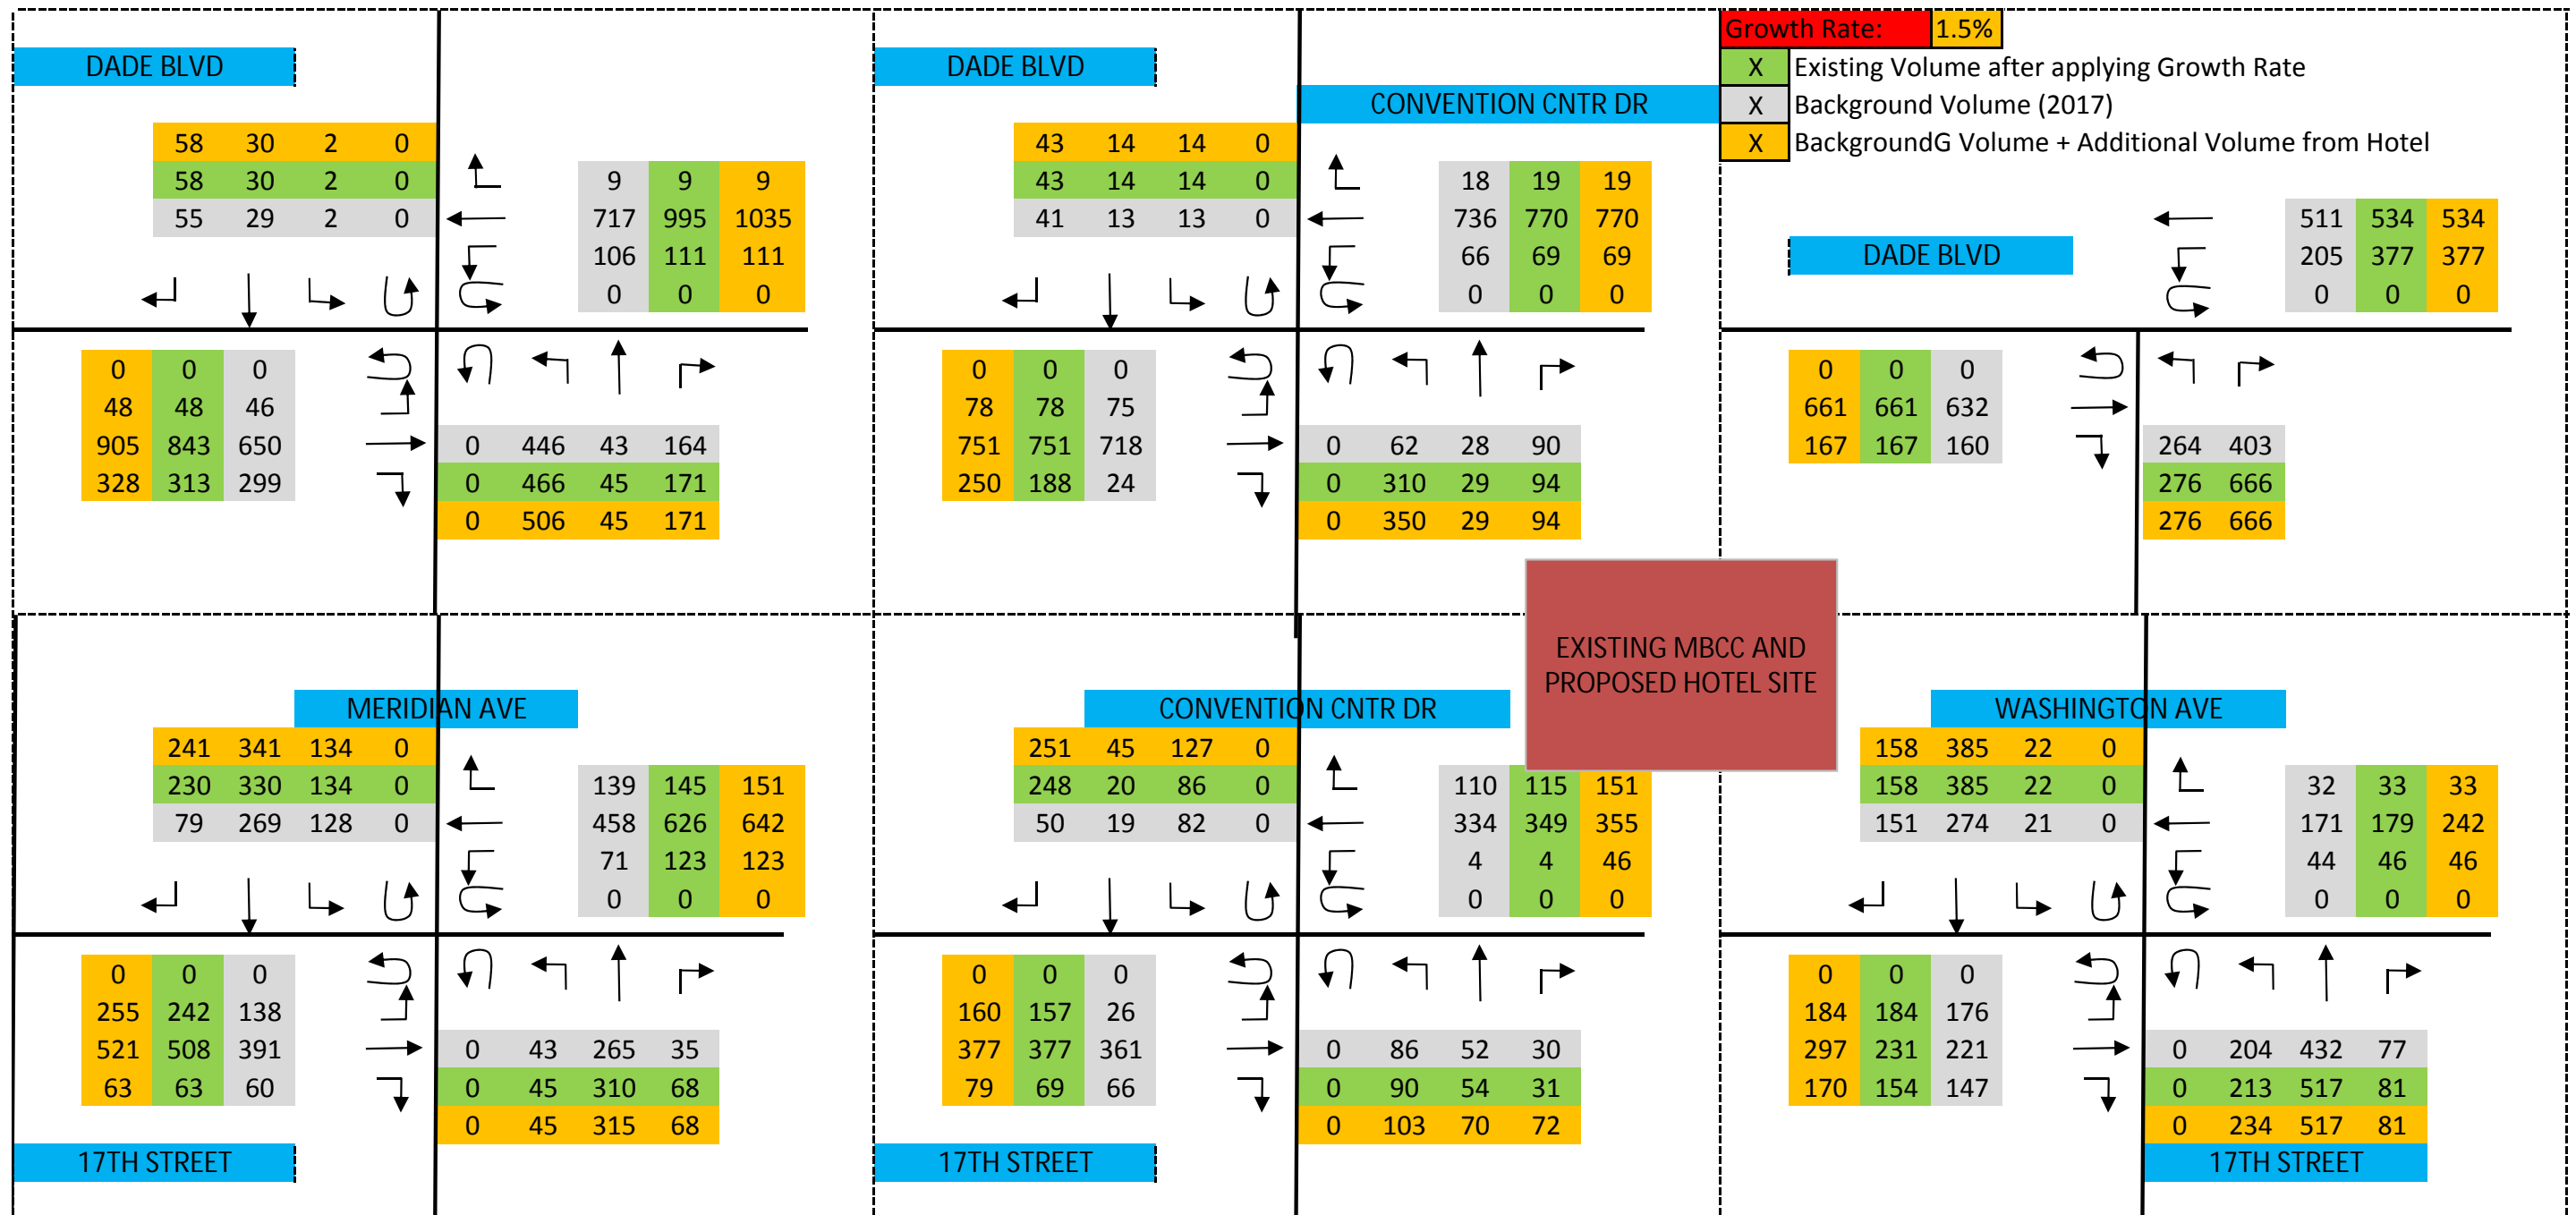 Growth Rate: 1.5%
X Existing Volume after applying Growth Rate
X Background Volume (2017)
X BackgroundG Volume + Additional Volume from Hotel
DADE BLVD
58 30 2 0
58 30 2 0
55 29 2 0
9 9 9
717 995 1035
106 111 111
0 0 0
0 0 0
48 48 46
905 843 650
328 313 299
0 446 43 164
0 466 45 171
0 506 45 171
DADE BLVD
CONVENTION CNTR DR
43 14 14 0
43 14 14 0
41 13 13 0
18 19 19
736 770 770
66 69 69
0 0 0
0 0 0
78 78 75
751 751 718
250 188 24
0 62 28 90
0 310 29 94
0 350 29 94
DADE BLVD
511 534 534
205 377 377
0 0 0
0 0 0
661 661 632
167 167 160
264 403
276 666
276 666
EXISTING MBCC AND
PROPOSED HOTEL SITE
MERIDIAN AVE
241 341 134 0
230 330 134 0
79 269 128 0
139 145 151
458 626 642
71 123 123
0 0 0
0 0 0
255 242 138
521 508 391
63 63 60
0 43 265 35
0 45 310 68
0 45 315 68
17TH STREET
CONVENTION CNTR DR
251 45 127 0
248 20 86 0
50 19 82 0
110 115 151
334 349 355
4 4 46
0 0 0
0 0 0
160 157 26
377 377 361
79 69 66
0 86 52 30
0 90 54 31
0 103 70 72
17TH STREET
WASHINGTON AVE
158 385 22 0
158 385 22 0
151 274 21 0
32 33 33
171 179 242
44 46 46
0 0 0
0 0 0
184 184 176
297 231 221
170 154 147
0 204 432 77
0 213 517 81
0 234 517 81
17TH STREET